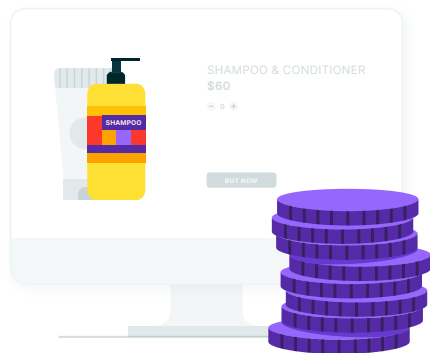 SHAMPOO & CONDITIONER
$60
- 0 +
BUY NOW
SHAMPOO